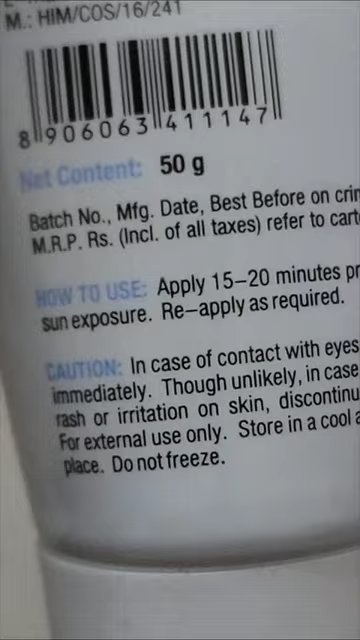 M.: HIM/COS/16/241
8 906063 411147
Net Content: 50 g
Batch No., Mfg. Date, Best Before on
M.R.P. Rs. (Incl. of all taxes) refer to
HOW TO USE: Apply 15–20 minutes
sun exposure. Re–apply as required.
CAUTION: In case of contact with eyes
immediately. Though unlikely, in case
rash or irritation on skin,
For external use only. Store in a cool
place. Do not freeze.